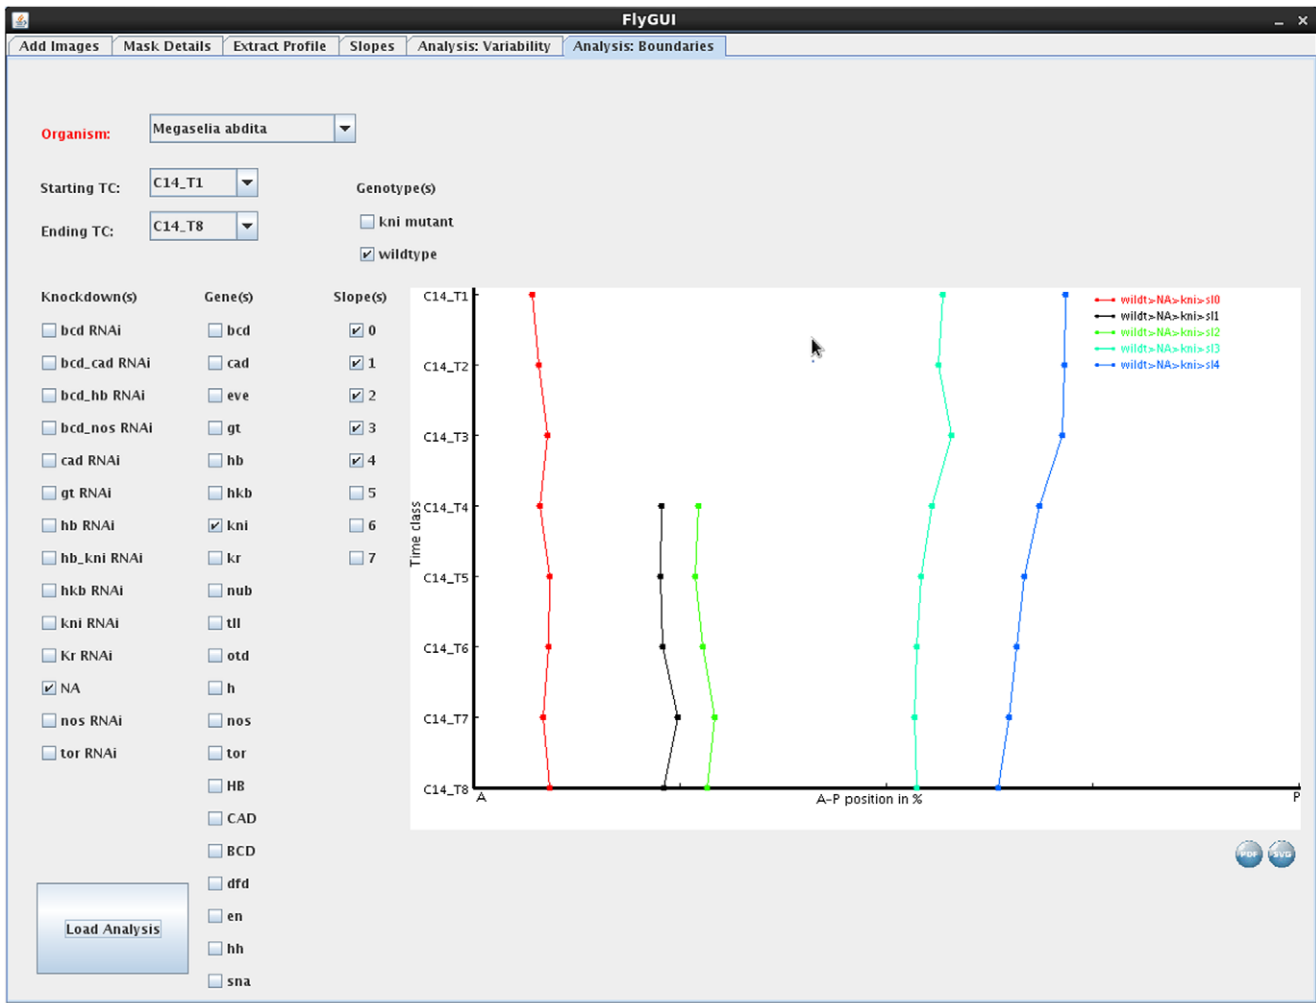 FlyGUI
Add Images
Mask Details
Extract Profile
Slopes
Analysis: Variability
Analysis: Boundaries
Organism:
Megaselia abdita
Starting TC:
C14_T1
Ending TC:
C14_T8
Genotype(s)
kni mutant
wildtype
Knockdown(s)
bcd RNAi
bcd_cad RNAi
bcd_hb RNAi
bcd_nos RNAi
cad RNAi
gt RNAi
hb RNAi
hb_kni RNAi
hkb RNAi
kni RNAi
Kr RNAi
NA
nos RNAi
tor RNAi
Gene(s)
bcd
cad
eve
gt
hb
hkb
kni
kr
nub
tll
otd
h
nos
tor
HB
CAD
BCD
dfd
en
hh
sna
Slope(s)
0
1
2
3
4
5
6
7
Time class
C14_T1
C14_T2
C14_T3
C14_T4
C14_T5
C14_T6
C14_T7
C14_T8
A
A-P position in %
P
wildt>NA>kni>sl0
wildt>NA>kni>sl1
wildt>NA>kni>sl2
wildt>NA>kni>sl3
wildt>NA>kni>sl4
PDF
SVG
Load Analysis